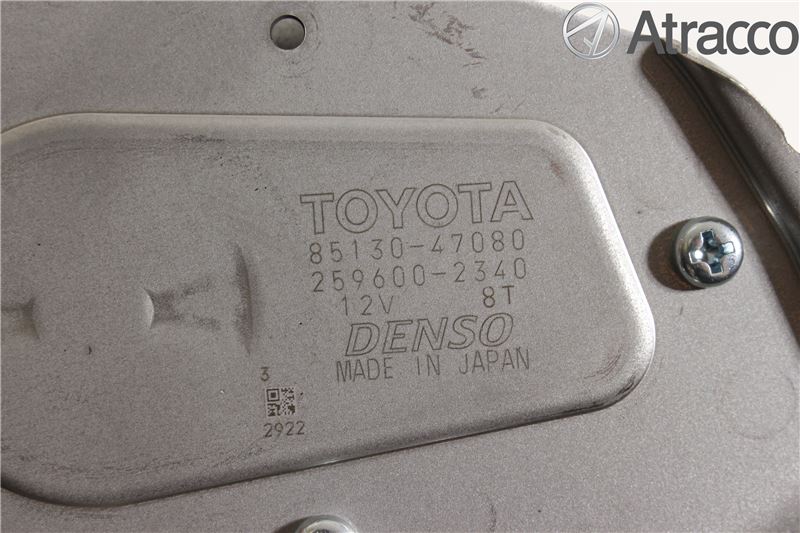 Atracco
TOYOTA
85130-47080
259600-2340
12V 8T
DENSO
MADE IN JAPAN
3
2922